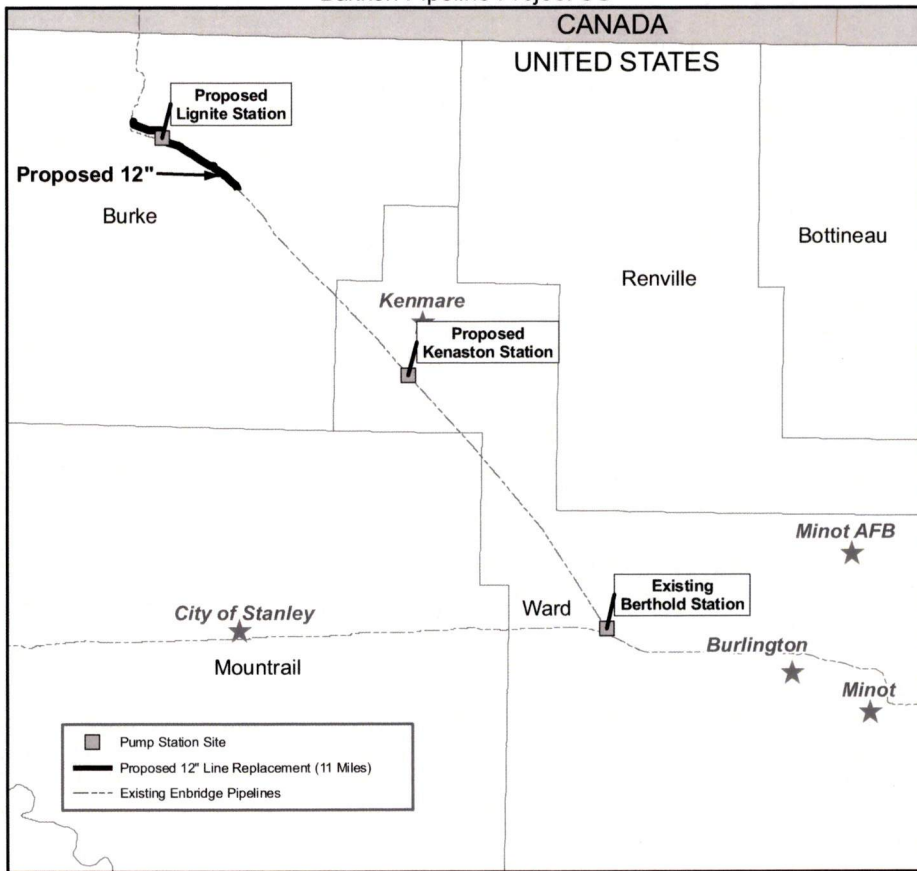 CANADA
UNITED STATES
Proposed
Lignite Station
Proposed 12"
Burke
Bottineau
Renville
Kenmare
Proposed
Kenaston Station
Minot AFB
Existing
Berthold Station
Ward
City of Stanley
Burlington
Mountrail
Minot
Pump Station Site
Proposed 12" Line Replacement (11 Miles)
Existing Enbridge Pipelines